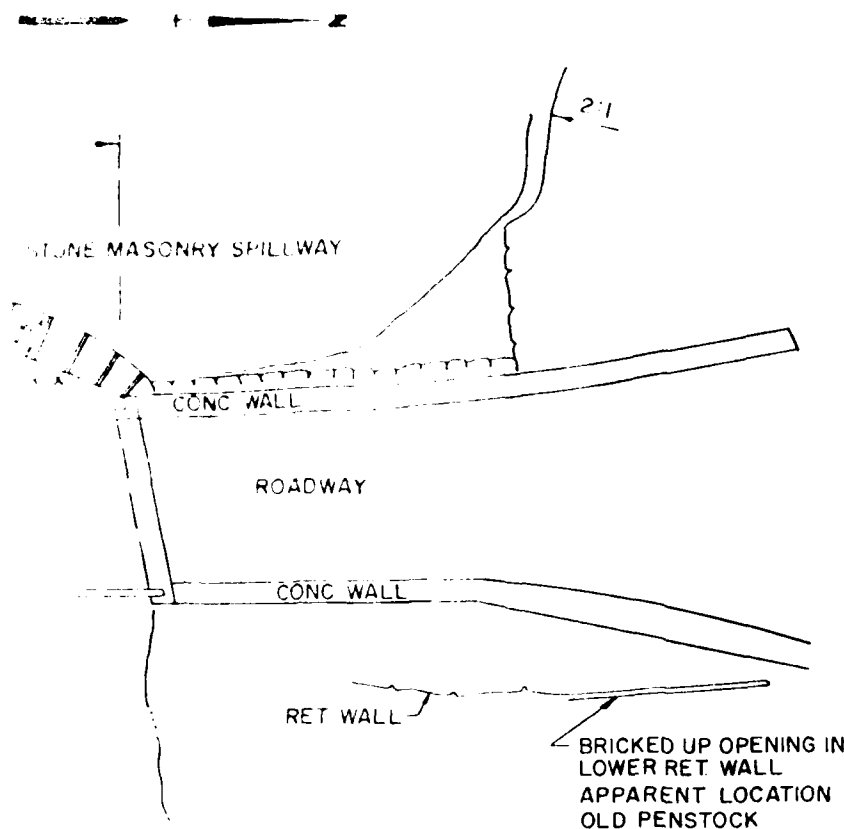 2:1
STONE MASONRY SPILLWAY
CONC WALL
ROADWAY
CONC WALL
RET WALL
BRICKED UP OPENING IN
LOWER RET. WALL
APPARENT LOCATION
OLD PENSTOCK